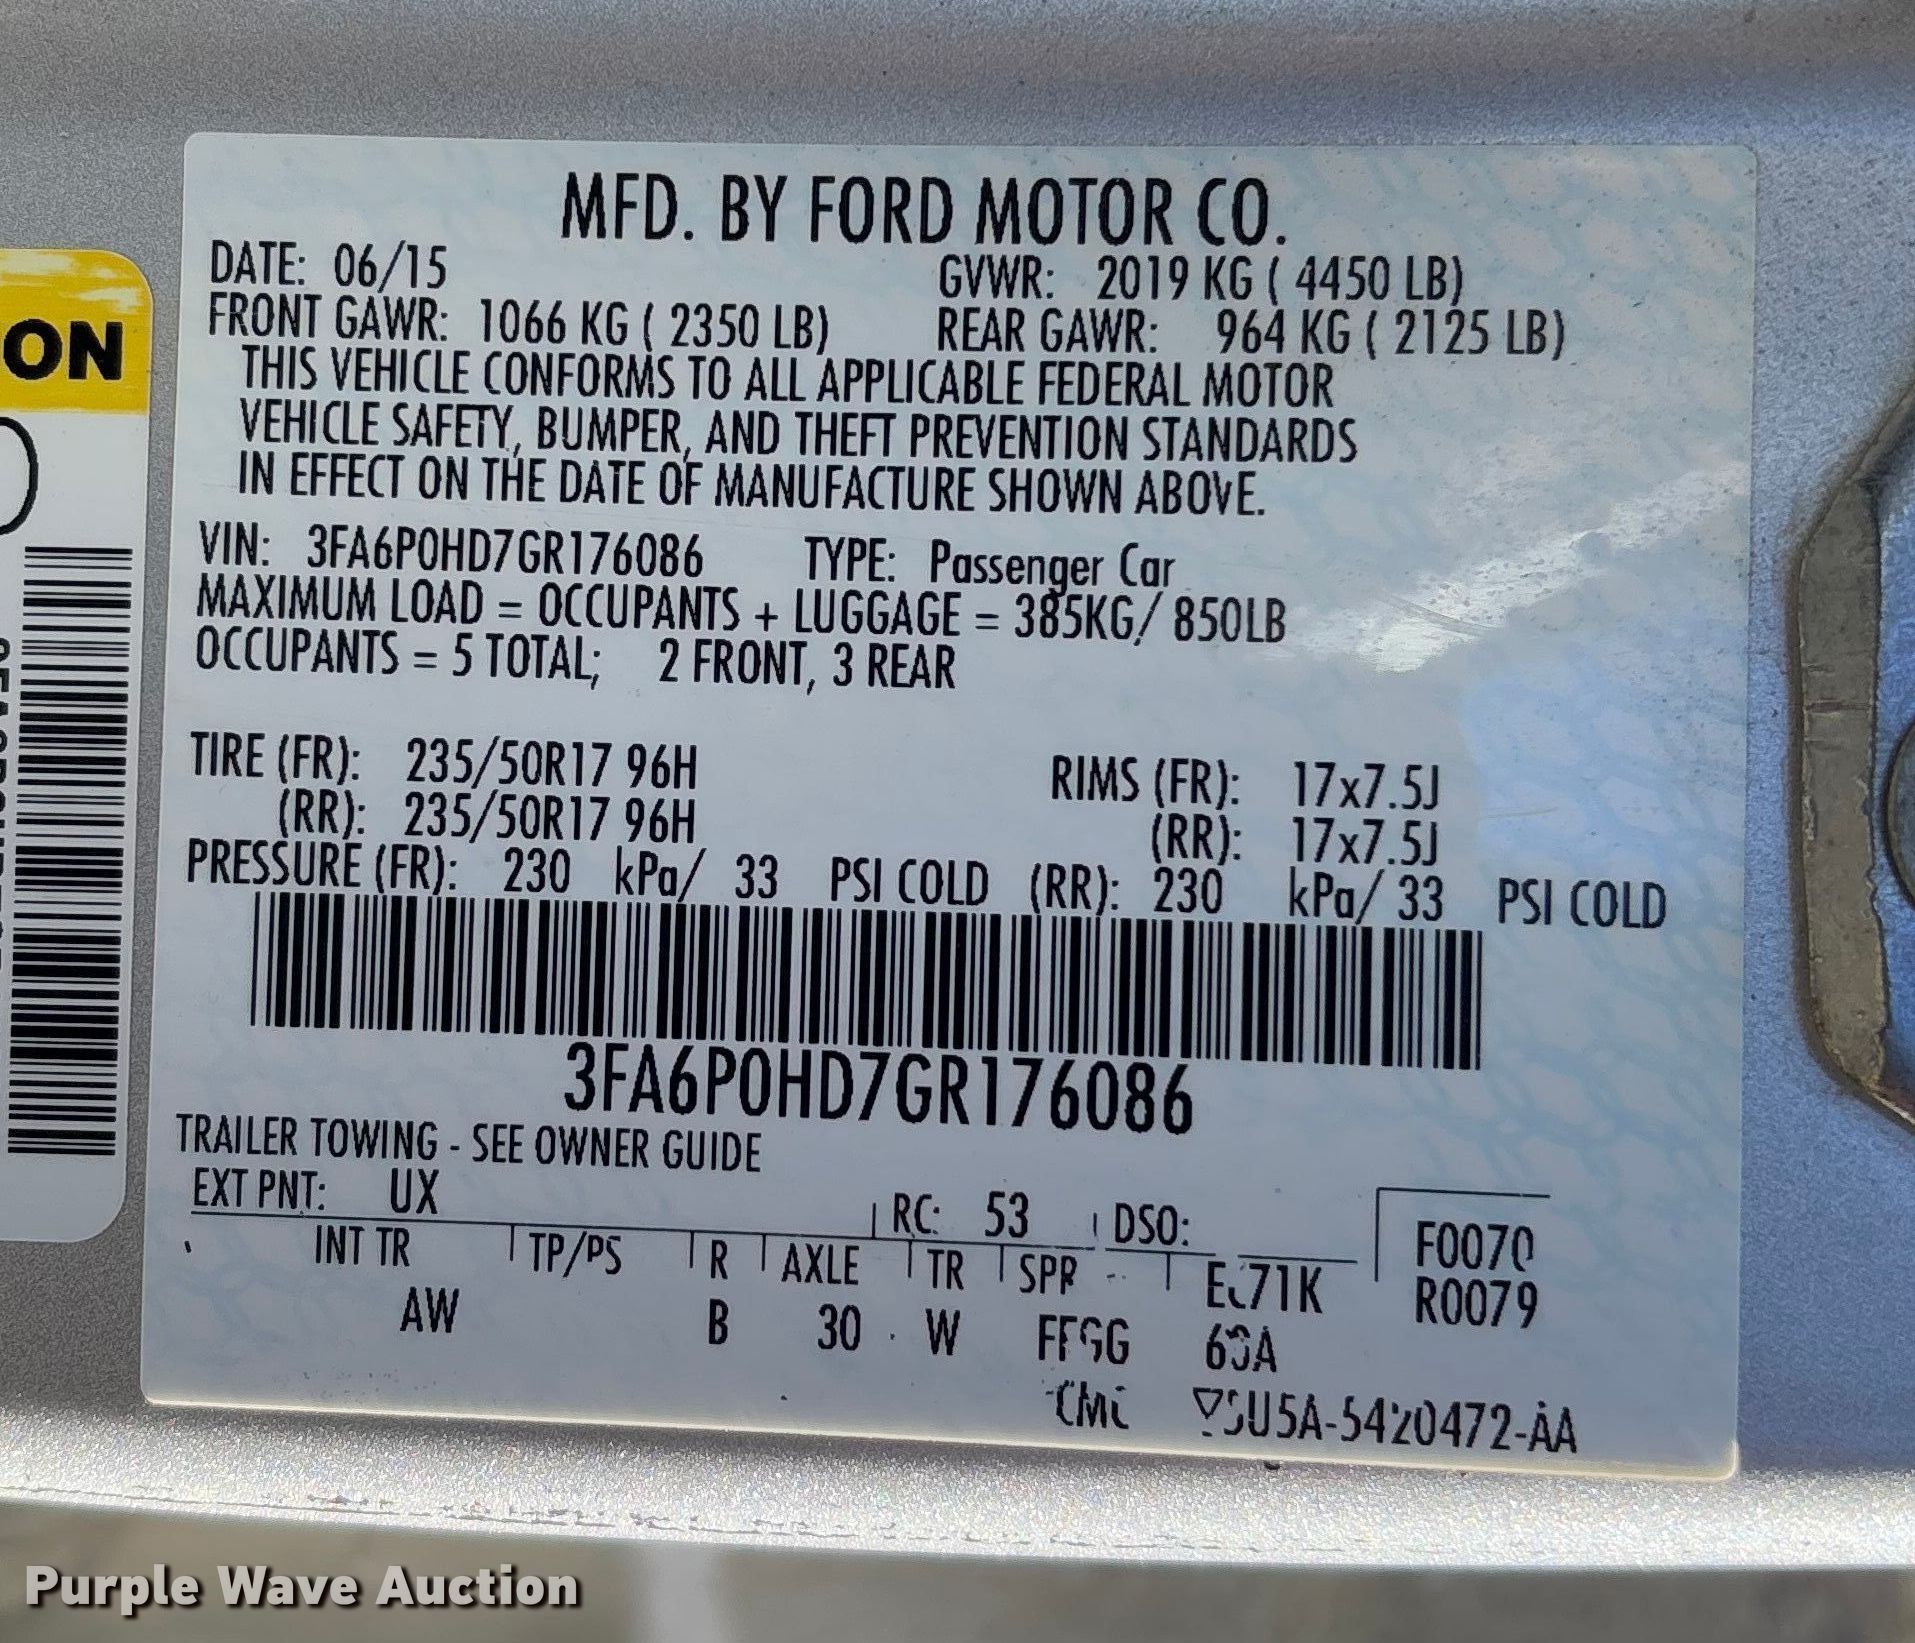 MFD. BY FORD MOTOR CO.
DATE: 06/15 GVWR: 2019 KG ( 4450 LB)
FRONT GAWR: 1066 KG ( 2350 LB) REAR GAWR: 964 KG ( 2125 LB)
THIS VEHICLE CONFORMS TO ALL APPLICABLE FEDERAL MOTOR
VEHICLE SAFETY, BUMPER, AND THEFT PREVENTION STANDARDS
IN EFFECT ON THE DATE OF MANUFACTURE SHOWN ABOVE.
VIN: 3FA6P0HD7GR176086 TYPE: Passenger Car
MAXIMUM LOAD = OCCUPANTS + LUGGAGE = 385KG/ 850LB
OCCUPANTS = 5 TOTAL; 2 FRONT, 3 REAR
TIRE (FR): 235/50R17 96H RIMS (FR): 17x7.5J
(RR): 235/50R17 96H (RR): 17x7.5J
PRESSURE (FR): 230 kPa/ 33 PSI COLD (RR): 230 kPa/ 33 PSI COLD
3FA6P0HD7GR176086
TRAILER TOWING - SEE OWNER GUIDE
EXT PNT: UX RC: 53 DSO: F0070
INT TR TP/PS R AXLE TR SPR R0079
AW B 30 W
ON
Purple Wave Auction